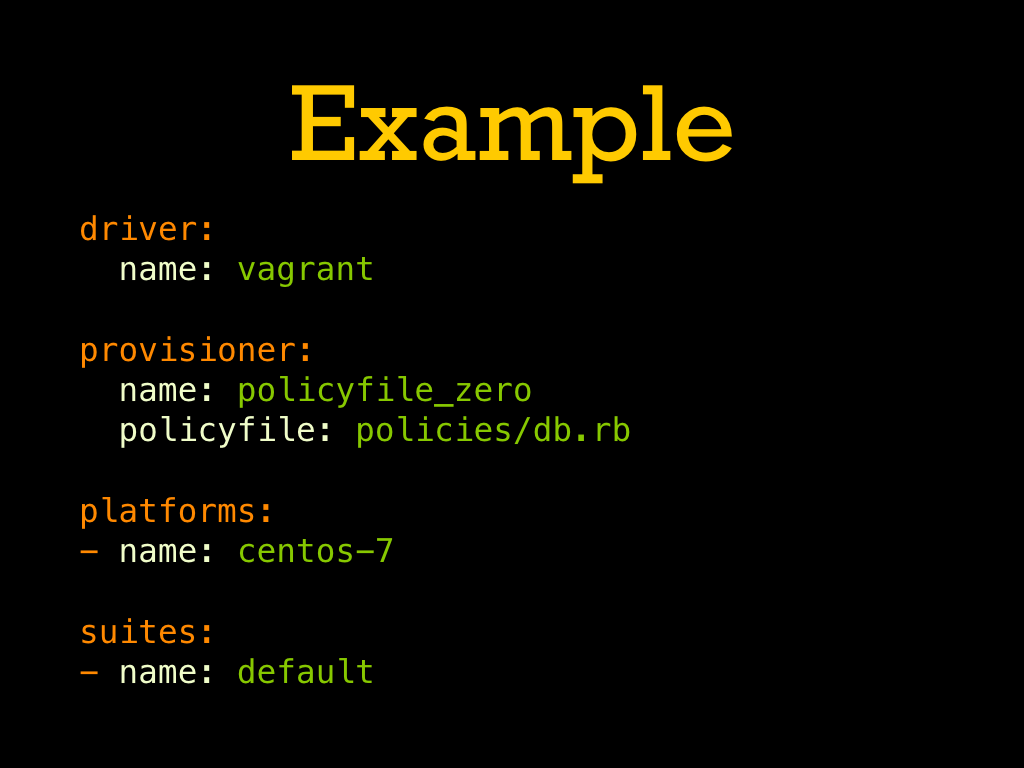 Example
driver:
  name: vagrant
provisioner:
  name: policyfile_zero
  policyfile: policies/db.rb
platforms:
- name: centos-7
suites:
- name: default